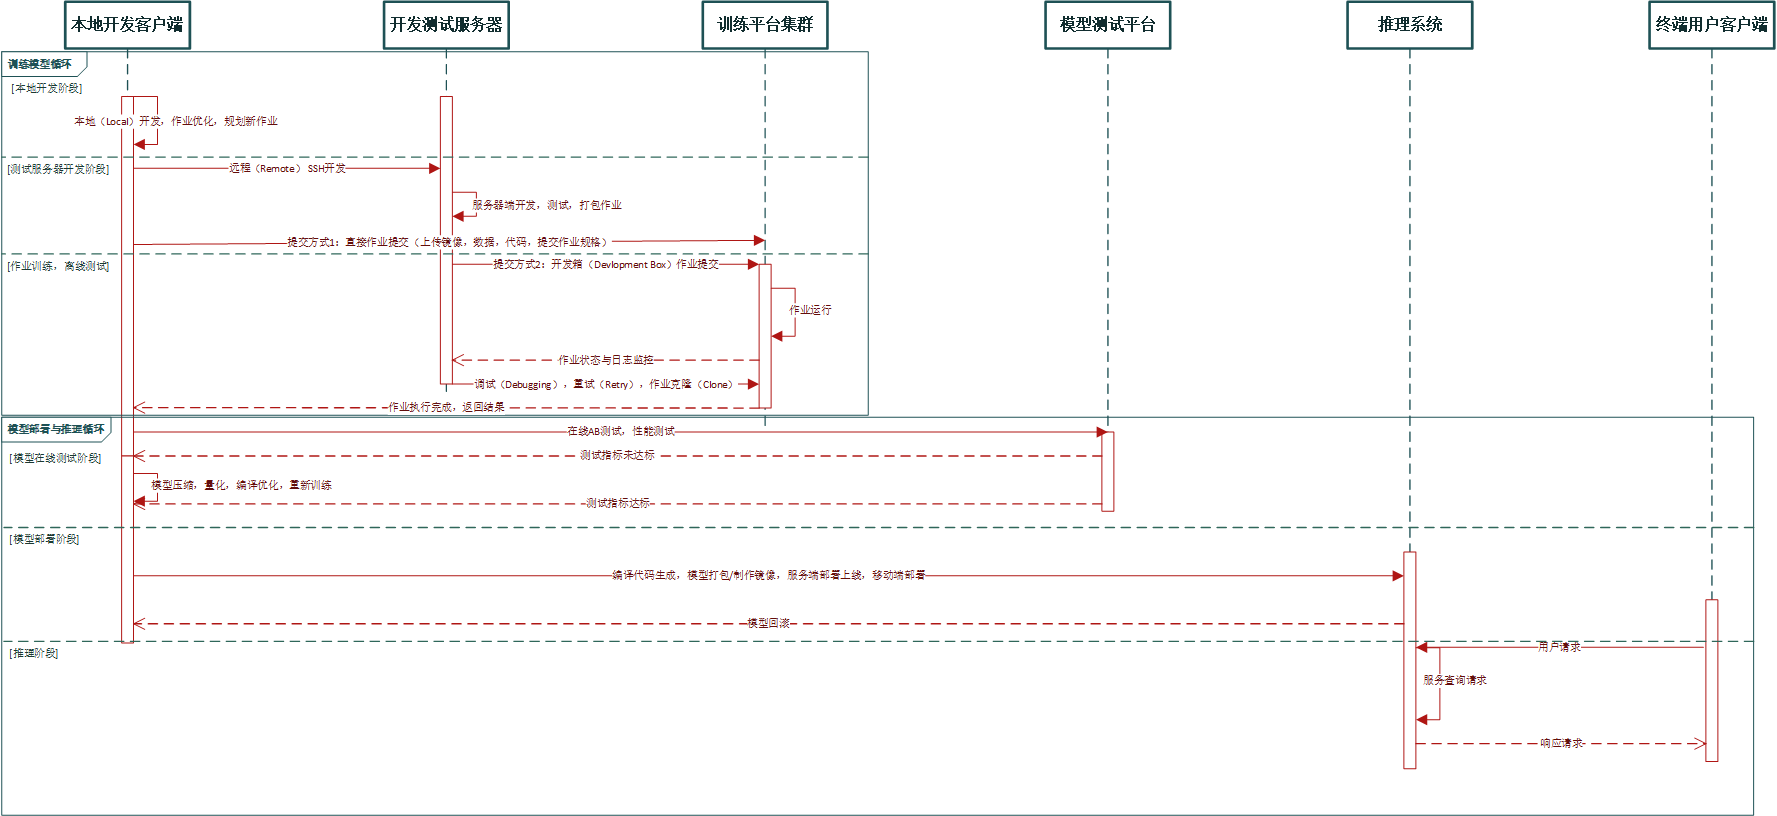 本地开发客户端
开发测试服务器
训练平台集群
模型测试平台
推理系统
终端用户客户端
训练模型循环
[本地开发阶段]
本地（Local）开发，作业优化，规划新作业
[测试服务器开发阶段]
远程（Remote） SSH开发
服务器端开发，测试，打包作业
提交方式1：直接作业提交（上传镜像，数据，代码，提交作业规格）
[作业训练，离线测试]
提交方式2：开发箱（Devlopment Box）作业提交
作业运行
作业状态与日志监控
调试（Debugging），重试（Retry），作业克隆（Clone）
作业执行完成，返回结果
模型部署与推理循环
在线AB测试，性能测试
[模型在线测试阶段]
测试指标未达标
模型压缩，量化，编译优化，重新训练
测试指标达标
[模型部署阶段]
编译代码生成，模型打包/制作镜像，服务端部署上线，移动端部署
模型回滚
[推理阶段]
用户请求
服务查询请求
响应请求